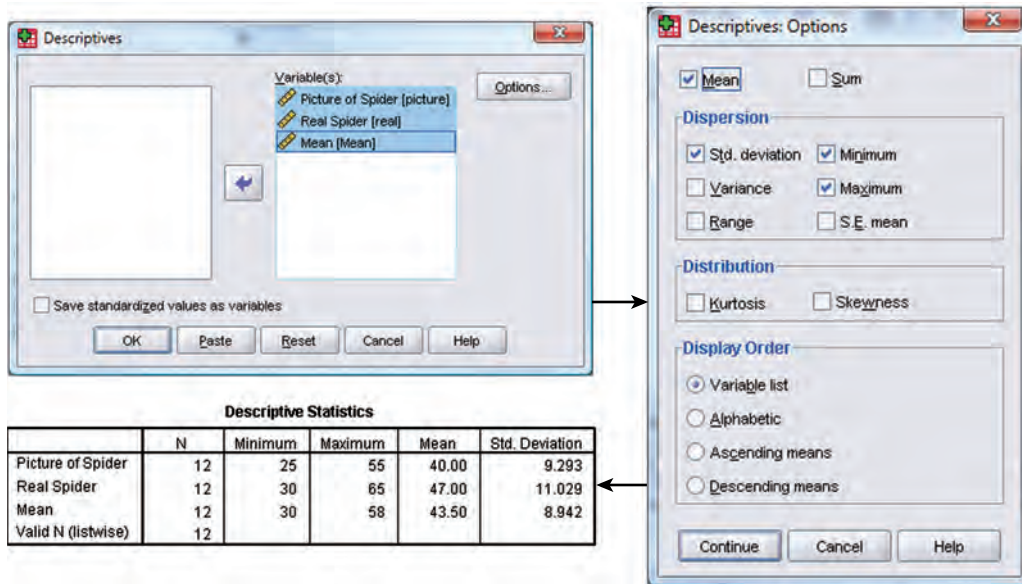 Descriptives
Variable(s):
Picture of Spider [picture]
Real Spider [real]
Mean [Mean]
Options...
Save standardized values as variables
OK Paste Reset Cancel Help
Descriptives: Options
Mean Sum
Dispersion
Std. deviation Minimum
Variance Maximum
Range S.E. mean
Distribution
Kurtosis Skewness
Display Order
Variable list
Alphabetic
Ascending means
Descending means
Continue Cancel Help
Descriptive Statistics
N Minimum Maximum Mean Std. Deviation
Picture of Spider 12 25 55 40.00 9.293
Real Spider 12 30 65 47.00 11.029
Mean 12 30 58 43.50 8.942
Valid N (listwise) 12